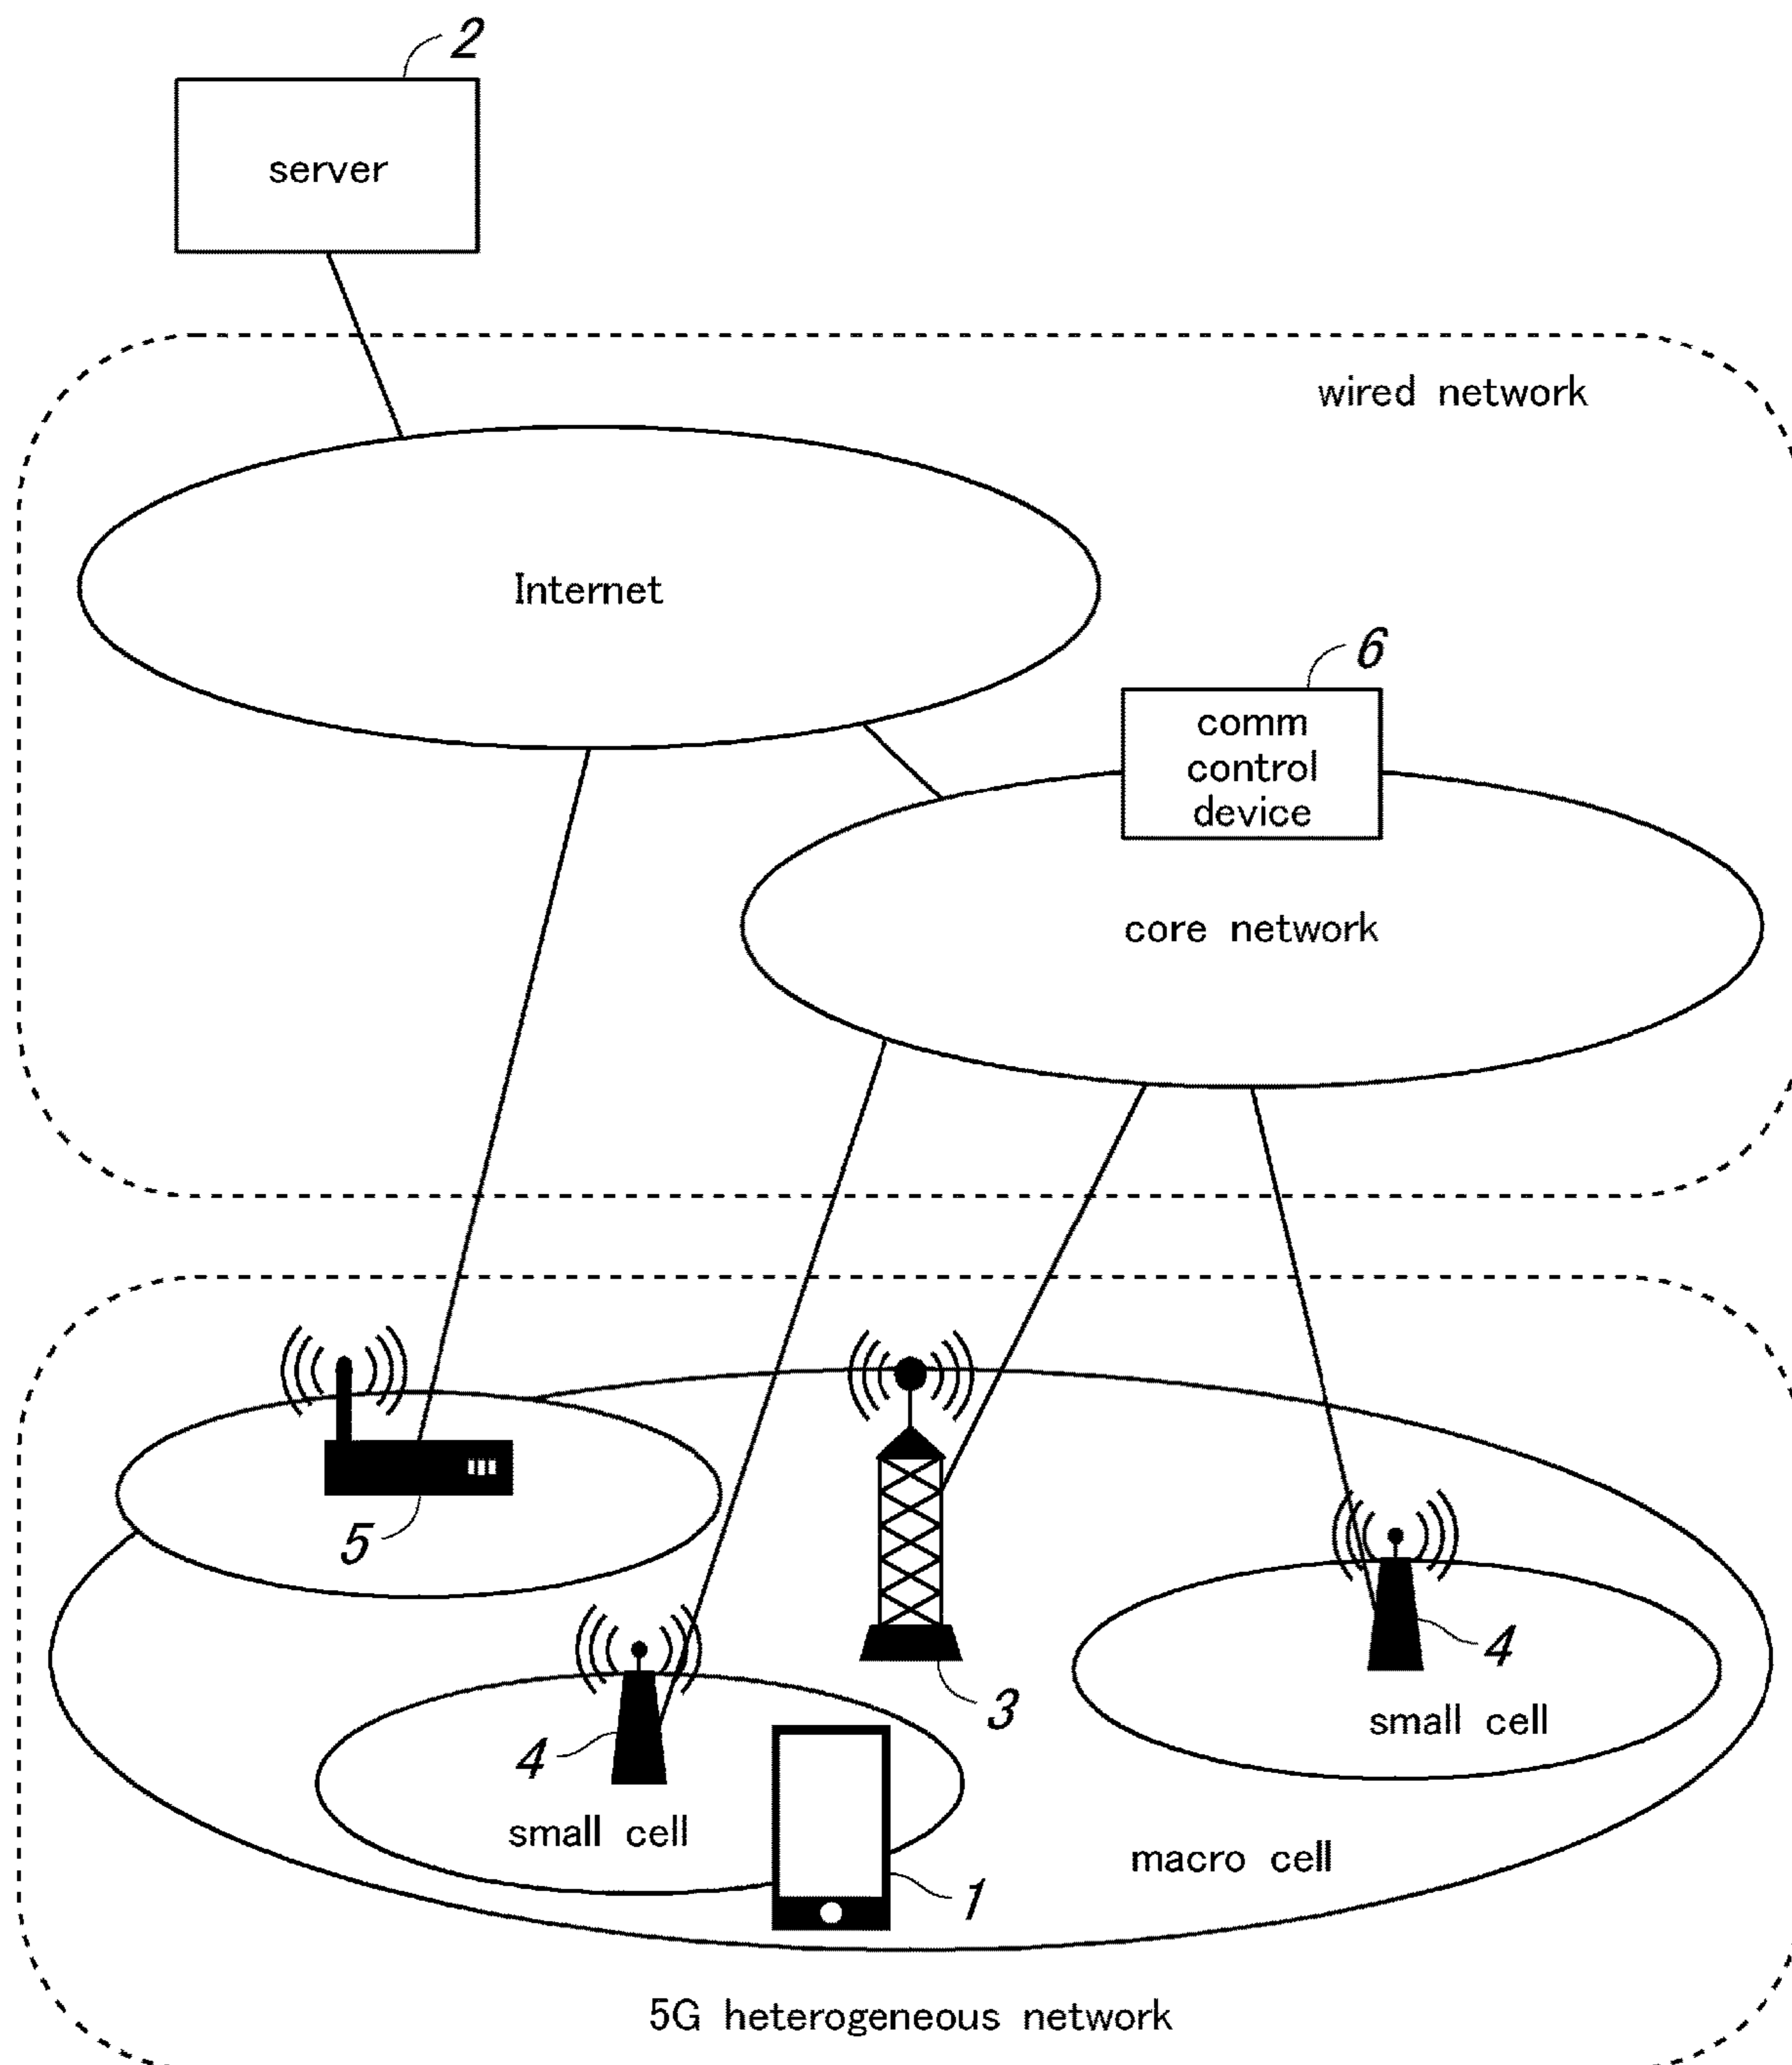 2
server
wired network
Internet
6
comm
control
device
core network
5
4
3
small cell
4
small cell
macro cell
1
5G heterogeneous network